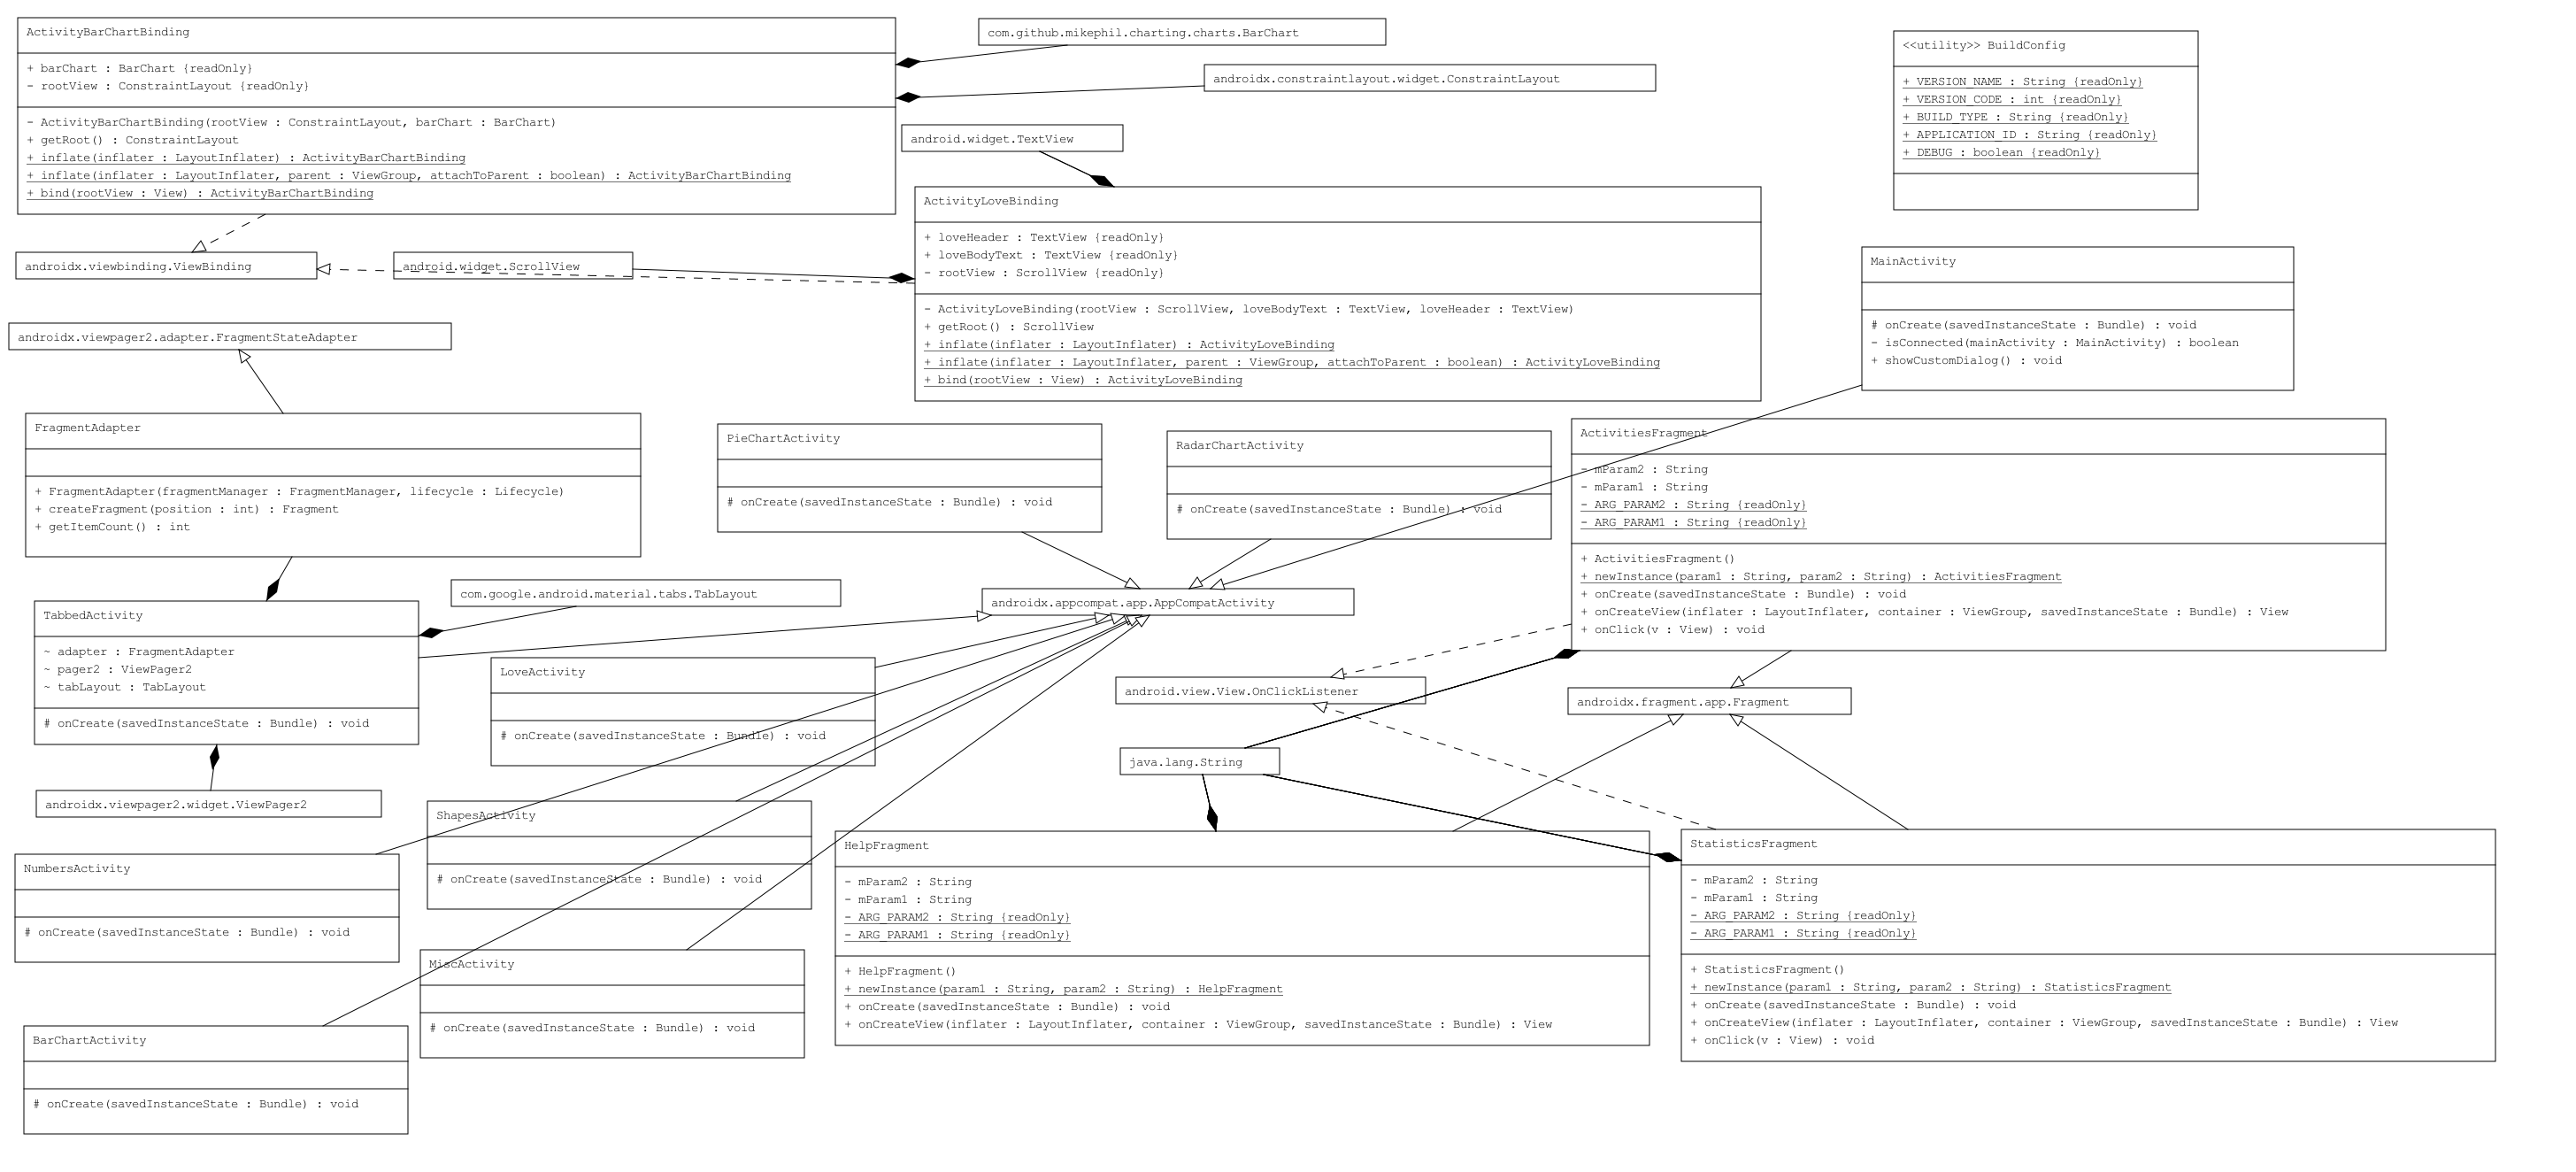 ActivityBarChartBinding
+ barChart : BarChart {readOnly}
- rootView : ConstraintLayout {readOnly}
- ActivityBarChartBinding(rootView : ConstraintLayout, barChart : BarChart)
+ getRoot() : ConstraintLayout
+ inflate(inflater : LayoutInflater) : ActivityBarChartBinding
+ inflate(inflater : LayoutInflater, parent : ViewGroup, attachToParent : boolean) : ActivityBarChartBinding
+ bind(rootView : View) : ActivityBarChartBinding
com.github.mikephil.charting.charts.BarChart
androidx.constraintlayout.widget.ConstraintLayout
android.widget.TextView
<<utility>> BuildConfig
+ VERSION_NAME : String {readOnly}
+ VERSION_CODE : int {readOnly}
+ BUILD_TYPE : String {readOnly}
+ APPLICATION_ID : String {readOnly}
+ DEBUG : boolean {readOnly}
ActivityLoveBinding
+ loveHeader : TextView {readOnly}
+ loveBodyText : TextView {readOnly}
- rootView : ScrollView {readOnly}
- ActivityLoveBinding(rootView : ScrollView, loveBodyText : TextView, loveHeader : TextView)
+ getRoot() : ScrollView
+ inflate(inflater : LayoutInflater) : ActivityLoveBinding
+ inflate(inflater : LayoutInflater, parent : ViewGroup, attachToParent : boolean) : ActivityLoveBinding
+ bind(rootView : View) : ActivityLoveBinding
androidx.viewbinding.ViewBinding
android.widget.ScrollView
MainActivity
# onCreate(savedInstanceState : Bundle) : void
- isConnected(mainActivity : MainActivity) : boolean
+ showCustomDialog() : void
androidx.viewpager2.adapter.FragmentStateAdapter
FragmentAdapter
+ FragmentAdapter(fragmentManager : FragmentManager, lifecycle : Lifecycle)
+ createFragment(position : int) : Fragment
+ getItemCount() : int
PieChartActivity
# onCreate(savedInstanceState : Bundle) : void
RadarChartActivity
# onCreate(savedInstanceState : Bundle) : void
ActivitiesFragment
- mParam2 : String
- mParam1 : String
- ARG_PARAM2 : String {readOnly}
- ARG_PARAM1 : String {readOnly}
+ ActivitiesFragment()
+ newInstance(param1 : String, param2 : String) : ActivitiesFragment
+ onCreate(savedInstanceState : Bundle) : void
+ onCreateView(inflater : LayoutInflater, container : ViewGroup, savedInstanceState : Bundle) : View
+ onClick(v : View) : void
com.google.android.material.tabs.TabLayout
androidx.appcompat.app.AppCompatActivity
TabbedActivity
~ adapter : FragmentAdapter
~ pager2 : ViewPager2
~ tabLayout : TabLayout
# onCreate(savedInstanceState : Bundle) : void
LoveActivity
# onCreate(savedInstanceState : Bundle) : void
android.view.View.OnClickListener
androidx.fragment.app.Fragment
java.lang.String
androidx.viewpager2.widget.ViewPager2
ShapesActivity
# onCreate(savedInstanceState : Bundle) : void
NumbersActivity
# onCreate(savedInstanceState : Bundle) : void
HelpFragment
- mParam2 : String
- mParam1 : String
- ARG_PARAM2 : String {readOnly}
- ARG_PARAM1 : String {readOnly}
+ HelpFragment()
+ newInstance(param1 : String, param2 : String) : HelpFragment
+ onCreate(savedInstanceState : Bundle) : void
+ onCreateView(inflater : LayoutInflater, container : ViewGroup, savedInstanceState : Bundle) : View
StatisticsFragment
- mParam2 : String
- mParam1 : String
- ARG_PARAM2 : String {readOnly}
- ARG_PARAM1 : String {readOnly}
+ StatisticsFragment()
+ newInstance(param1 : String, param2 : String) : StatisticsFragment
+ onCreate(savedInstanceState : Bundle) : void
+ onCreateView(inflater : LayoutInflater, container : ViewGroup, savedInstanceState : Bundle) : View
+ onClick(v : View) : void
MiscActivity
# onCreate(savedInstanceState : Bundle) : void
BarChartActivity
# onCreate(savedInstanceState : Bundle) : void